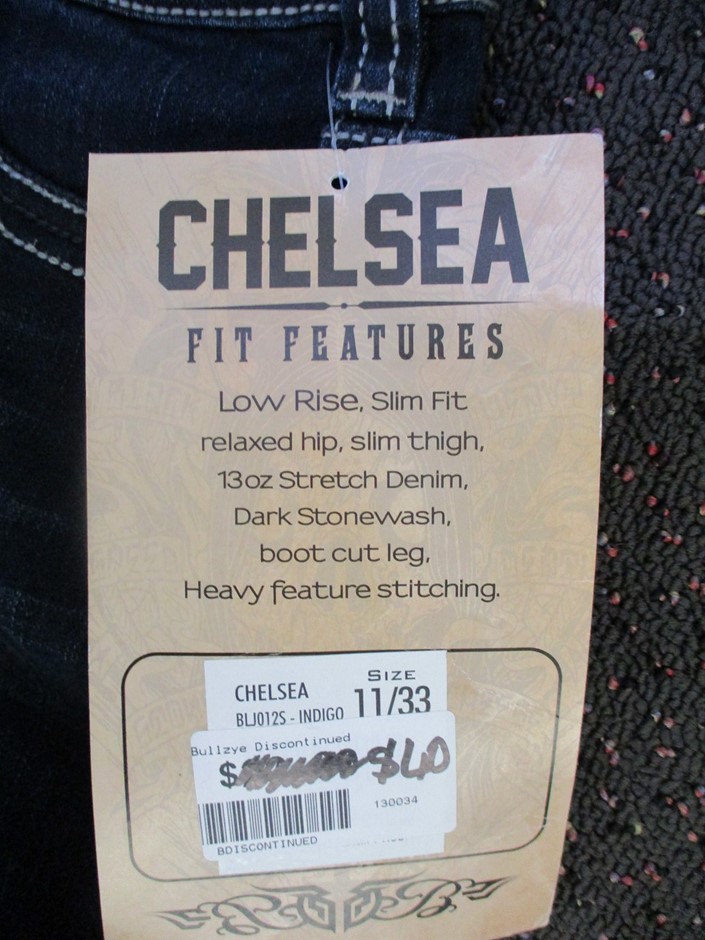 CHELSEA
FIT FEATURES
Low Rise, Slim Fit
relaxed hip, slim thigh,
13oz Stretch Denim,
Dark Stonewash,
boot cut leg,
Heavy feature stitching.
SIZE
CHELSEA 11/33
BLJ012S - INDIGO
Bullzye Discontinued
$ $40
130034
BDISCONTINUED